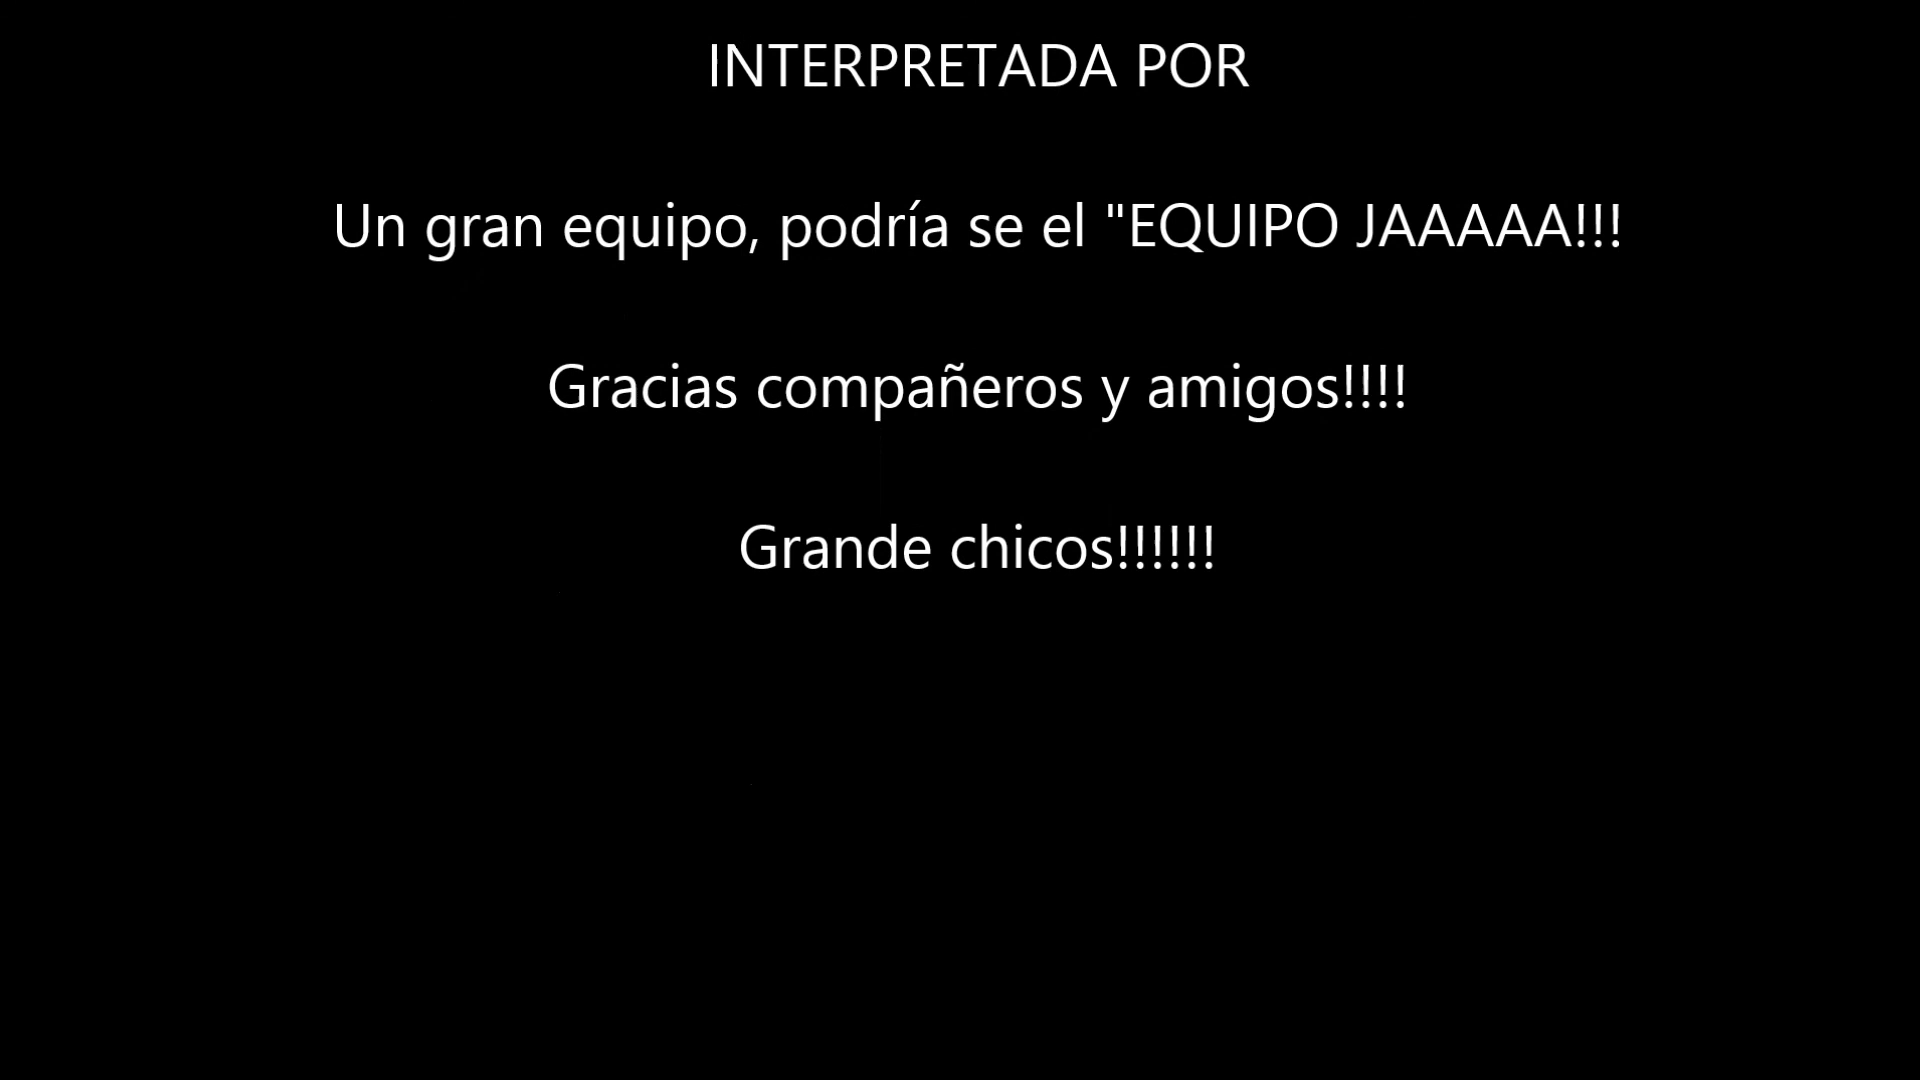 INTERPRETADA POR
Un gran equipo, podría se el "EQUIPO JAAAAA!!!
Gracias compañeros y amigos!!!!
Grande chicos!!!!!!